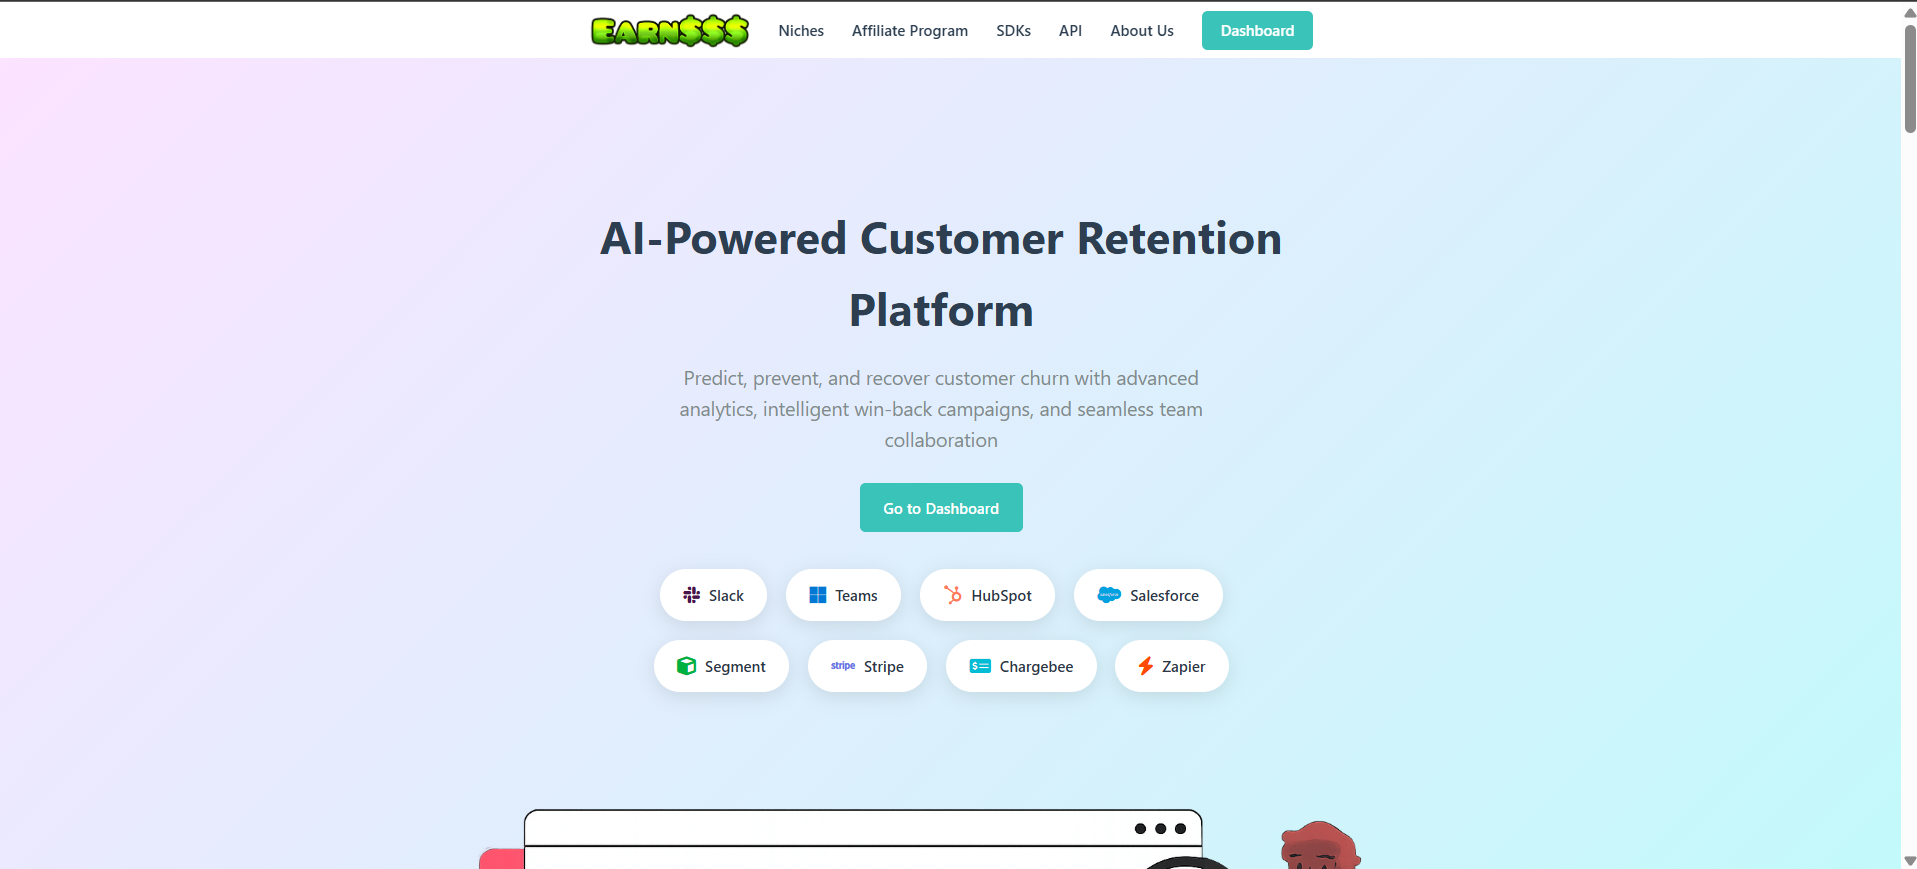 EARN$$$ Niches Affiliate Program SDKs API About Us Dashboard
AI-Powered Customer Retention
Platform
Predict, prevent, and recover customer churn with advanced
analytics, intelligent win-back campaigns, and seamless team
collaboration
Go to Dashboard
Slack Teams HubSpot salesforce Salesforce
Segment stripe Stripe $ Chargebee Zapier